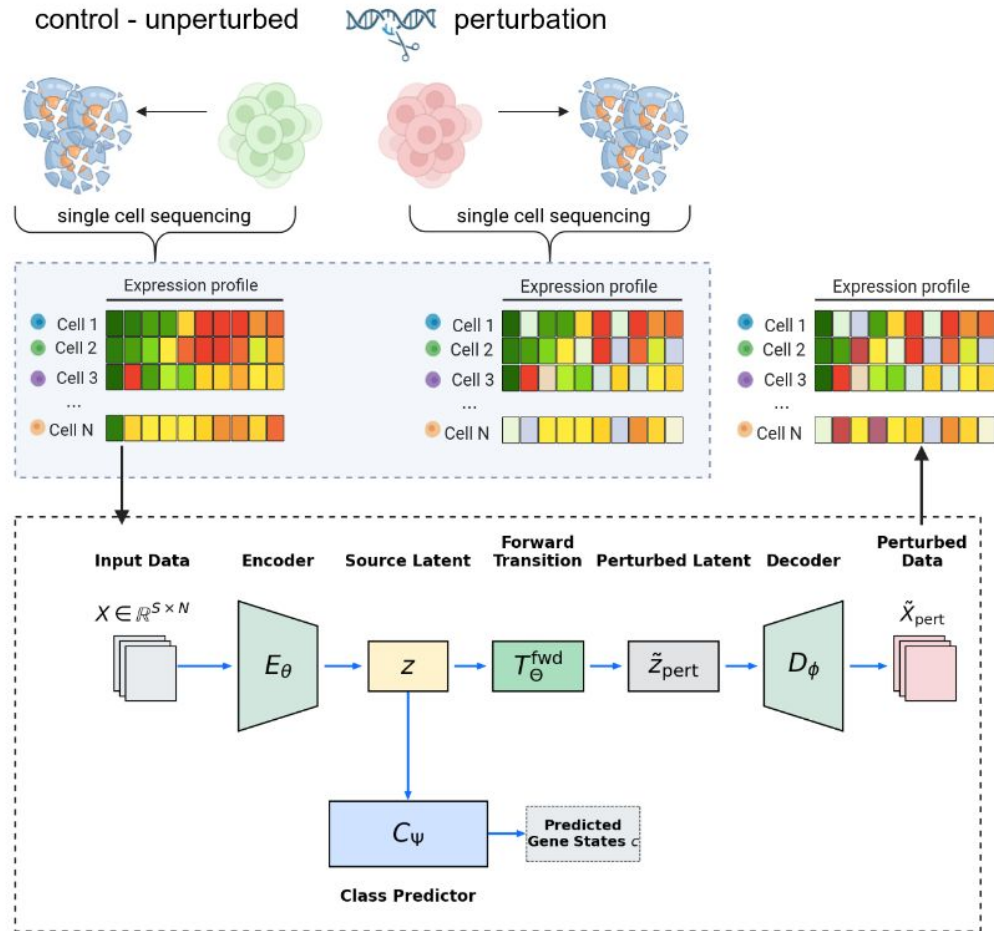 control - unperturbed
perturbation
single cell sequencing
single cell sequencing
Expression profile
Cell 1
Cell 2
Cell 3
...
Cell N
Expression profile
Cell 1
Cell 2
Cell 3
...
Cell N
Expression profile
Cell 1
Cell 2
Cell 3
...
Cell N
Input Data
Encoder
Source Latent
Forward
Transition
Perturbed Latent
Decoder
Perturbed
Data
X ∈ ℝ^{S × N}
E_θ
z
T_Θ^{fwd}
z̃_{pert}
D_ϕ
X̃_{pert}
C_Ψ
Predicted
Gene States c
Class Predictor